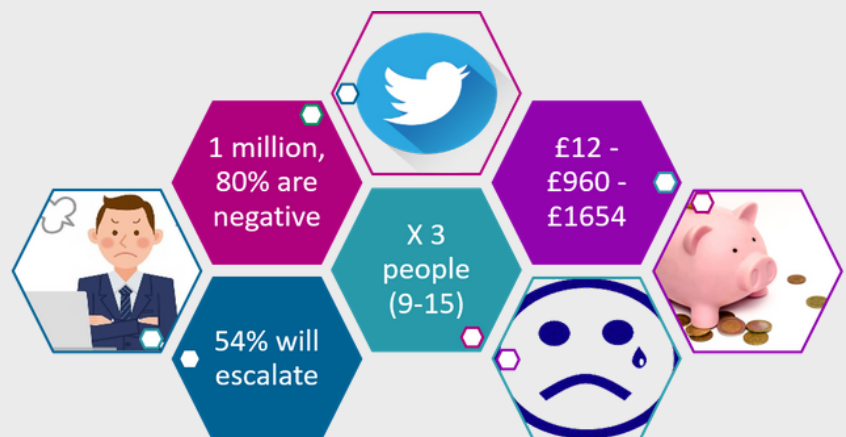 1 million,
80% are
negative
£12 -
£960 -
£1654
X 3
people
(9-15)
54% will
escalate